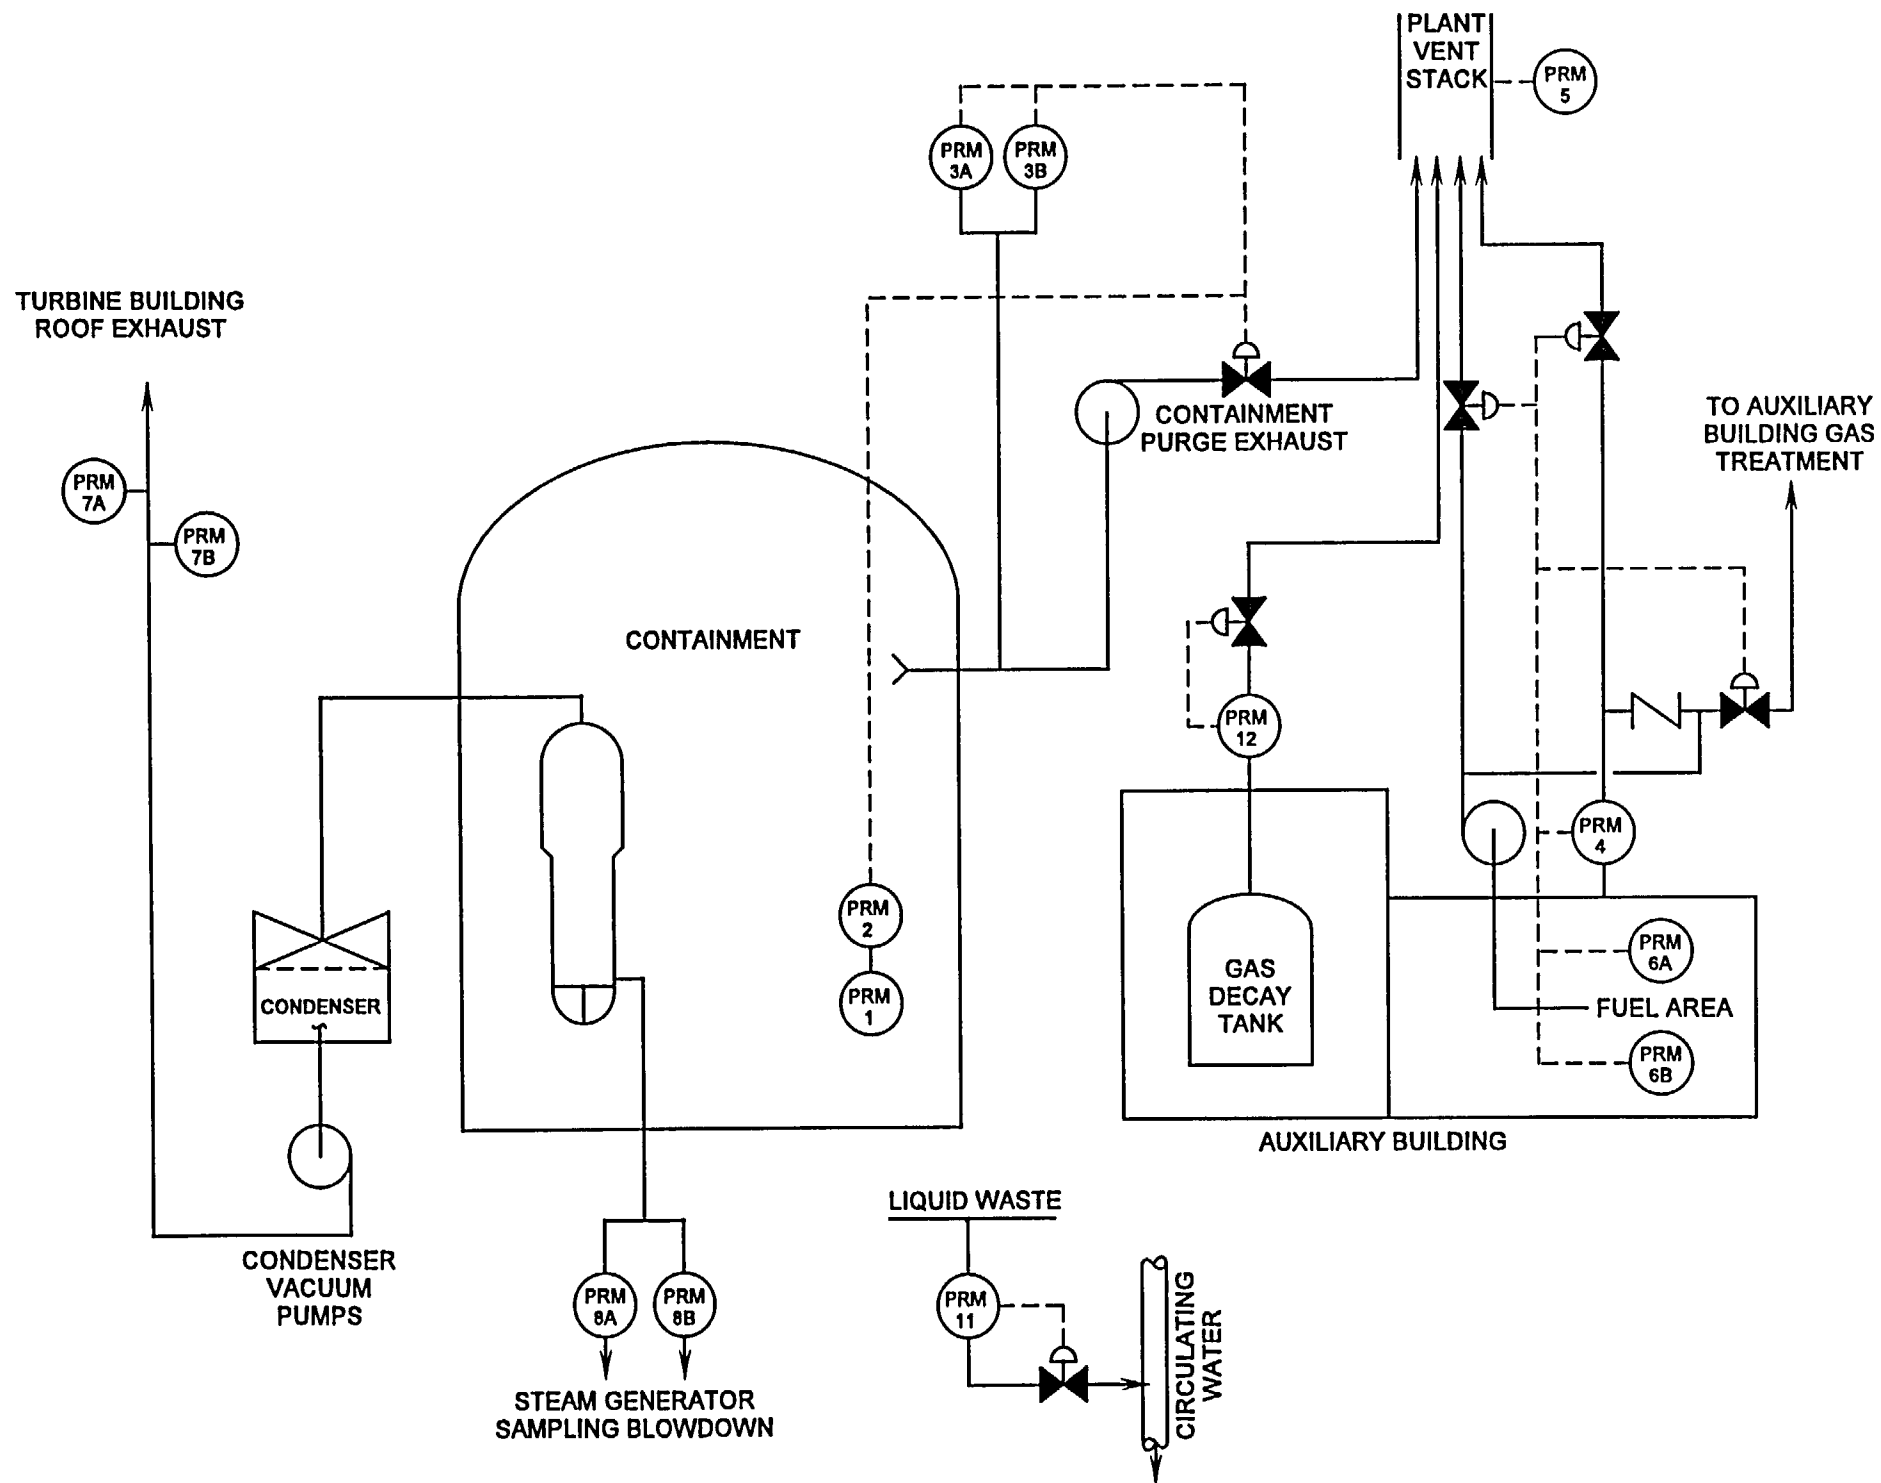 PLANT
VENT
STACK
PRM
5
PRM
3A
PRM
3B
TURBINE BUILDING
ROOF EXHAUST
CONTAINMENT
PURGE EXHAUST
TO AUXILIARY
BUILDING GAS
TREATMENT
PRM
7A
PRM
7B
CONTAINMENT
PRM
12
PRM
4
PRM
2
PRM
1
CONDENSER
GAS
DECAY
TANK
PRM
6A
FUEL AREA
PRM
6B
AUXILIARY BUILDING
CONDENSER
VACUUM
PUMPS
LIQUID WASTE
PRM
8A
PRM
8B
PRM
11
CIRCULATING
WATER
STEAM GENERATOR
SAMPLING BLOWDOWN